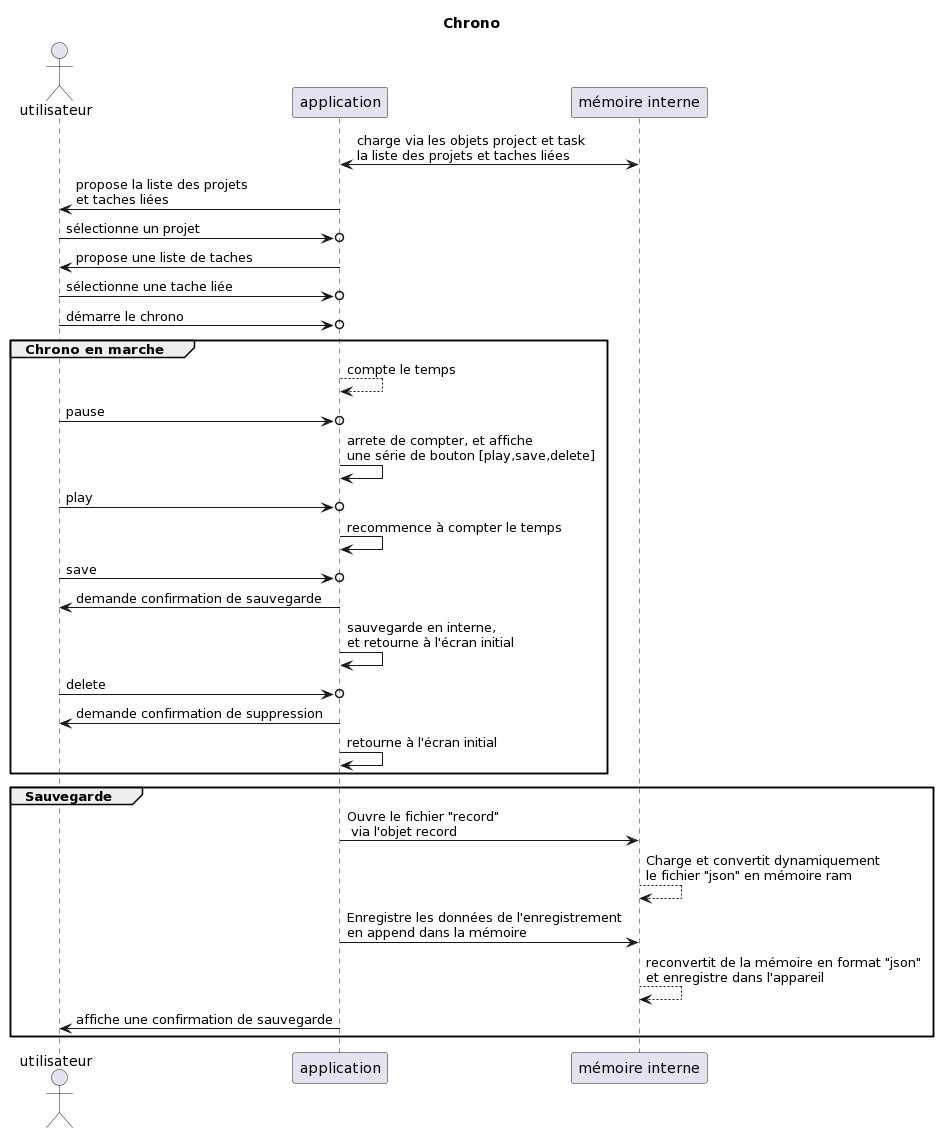 Chrono
utilisateur
application
mémoire interne
charge via les objets project et task
la liste des projets et taches liées
propose la liste des projets
et taches liées
sélectionne un projet
propose une liste de taches
sélectionne une tache liée
démarre le chrono
Chrono en marche
compte le temps
pause
arrete de compter, et affiche
une série de bouton [play,save,delete]
play
recommence à compter le temps
save
demande confirmation de sauvegarde
sauvegarde en interne,
et retourne à l'écran initial
delete
demande confirmation de suppression
retourne à l'écran initial
Sauvegarde
Ouvre le fichier "record"
via l'objet record
Charge et convertit dynamiquement
le fichier "json" en mémoire ram
Enregistre les données de l'enregistrement
en append dans la mémoire
reconvertit de la mémoire en format "json"
et enregistre dans l'appareil
affiche une confirmation de sauvegarde
utilisateur
application
mémoire interne